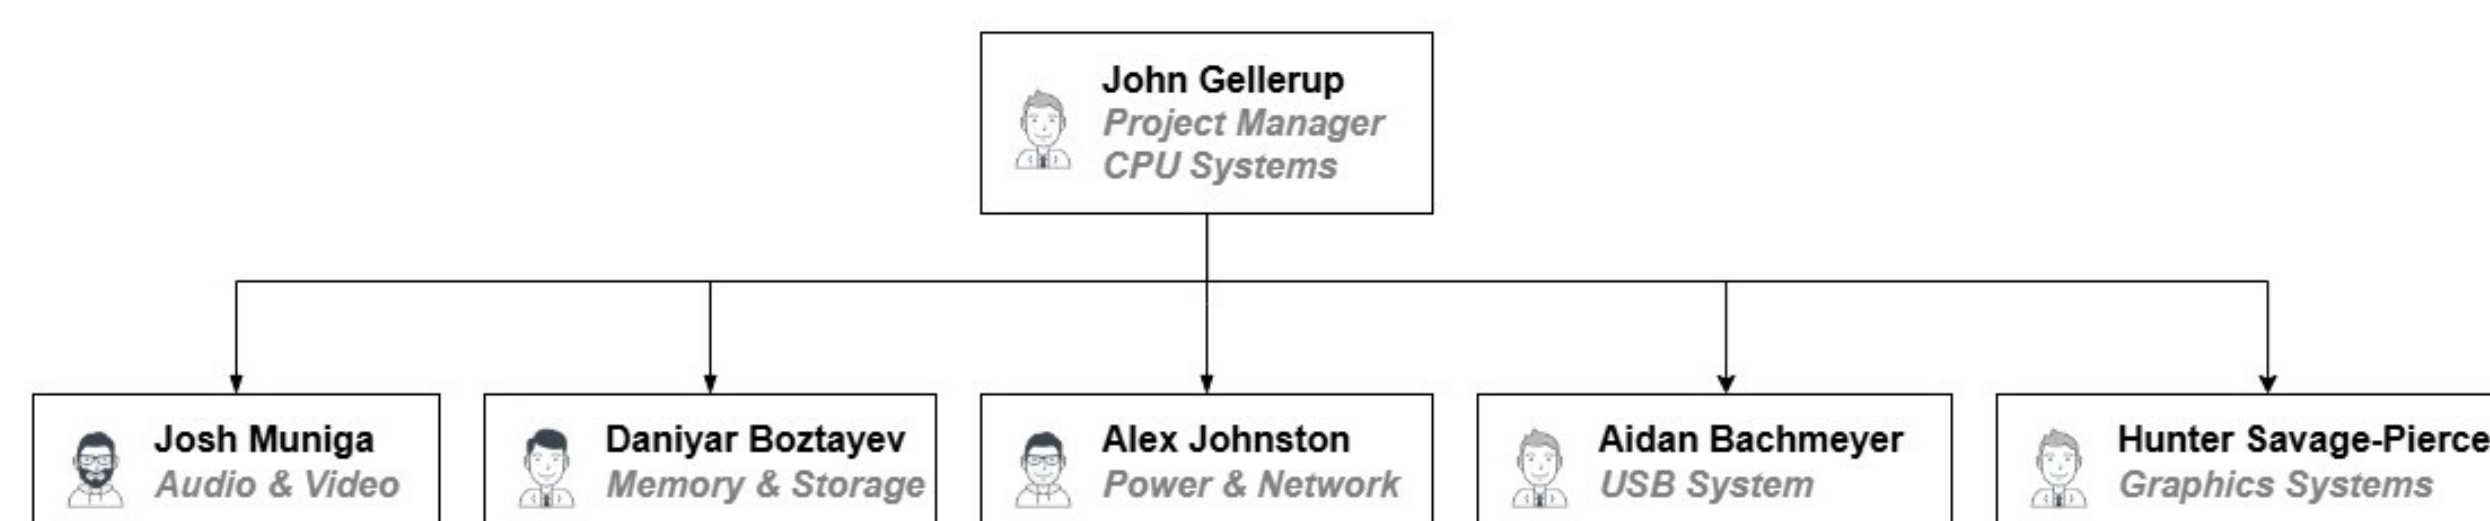 John Gellerup
Project Manager
CPU Systems
Josh Muniga
Audio & Video
Daniyar Boztayev
Memory & Storage
Alex Johnston
Power & Network
Aidan Bachmeyer
USB System
Hunter Savage-Pierce
Graphics Systems